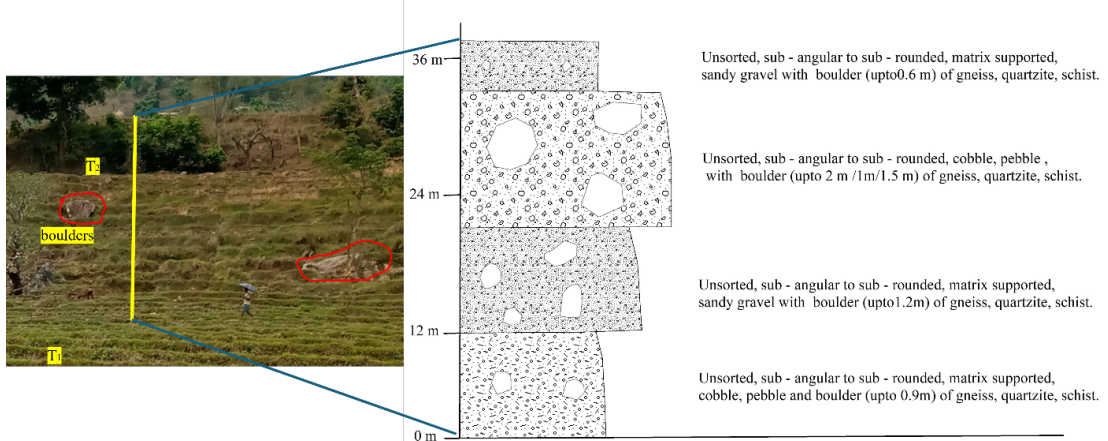 T2
boulders
T1
36 m
24 m
12 m
0 m
Unsorted, sub - angular to sub - rounded, matrix supported,
sandy gravel with boulder (upto0.6 m) of gneiss, quartzite, schist.
Unsorted, sub - angular to sub - rounded, cobble, pebble ,
with boulder (upto 2 m /1m/1.5 m) of gneiss, quartzite, schist.
Unsorted, sub - angular to sub - rounded, matrix supported,
sandy gravel with boulder (upto1.2m) of gneiss, quartzite, schist.
Unsorted, sub - angular to sub - rounded, matrix supported,
cobble, pebble and boulder (upto 0.9m) of gneiss, quartzite, schist.